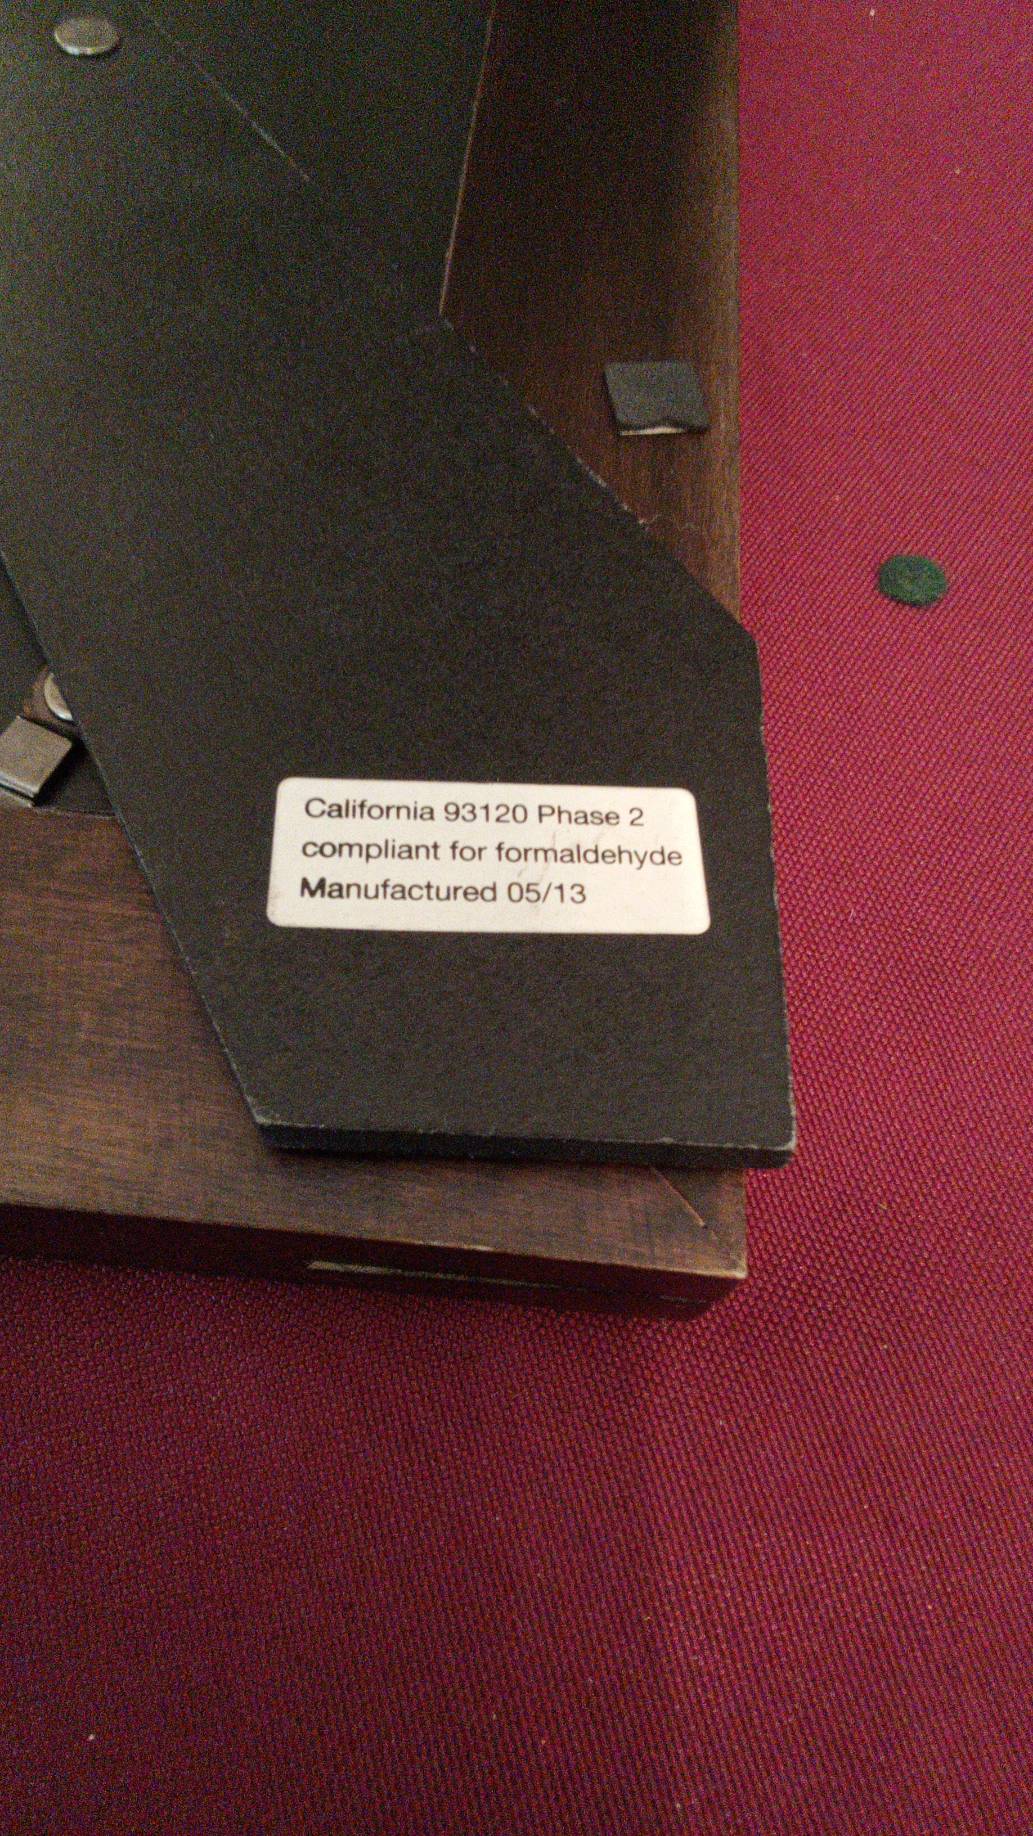 California 93120 Phase 2
compliant for formaldehyde
Manufactured 05/13